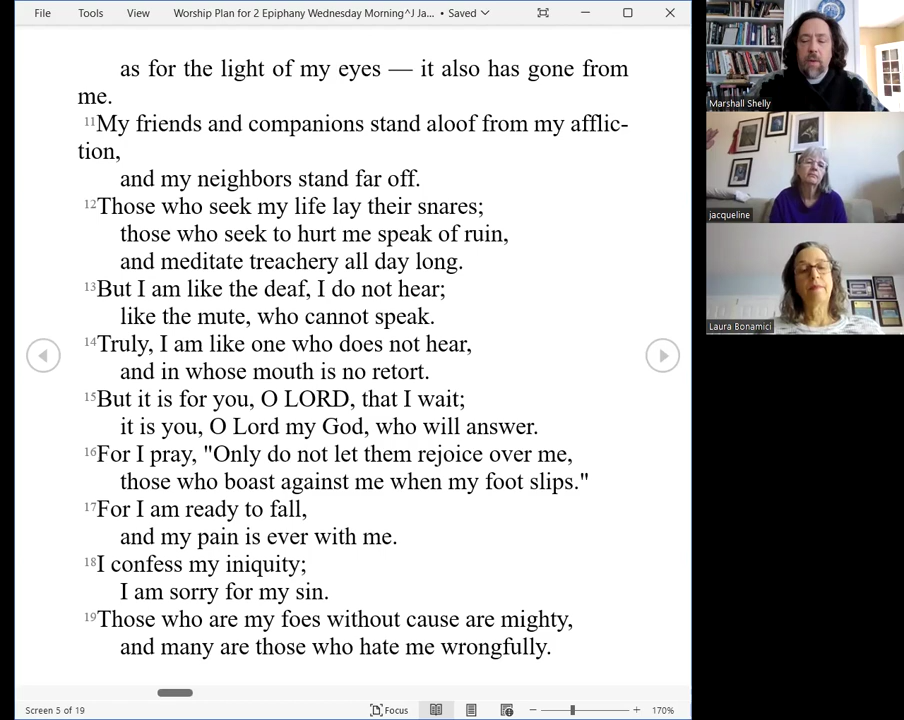 File Tools View Worship Plan for 2 Epiphany Wednesday Morning^J Ja... • Saved
as for the light of my eyes — it also has gone from
me.
11My friends and companions stand aloof from my afflic-
tion,
and my neighbors stand far off.
12Those who seek my life lay their snares;
those who seek to hurt me speak of ruin,
and meditate treachery all day long.
13But I am like the deaf, I do not hear;
like the mute, who cannot speak.
14Truly, I am like one who does not hear,
and in whose mouth is no retort.
15But it is for you, O LORD, that I wait;
it is you, O Lord my God, who will answer.
16For I pray, "Only do not let them rejoice over me,
those who boast against me when my foot slips."
17For I am ready to fall,
and my pain is ever with me.
18I confess my iniquity;
I am sorry for my sin.
19Those who are my foes without cause are mighty,
and many are those who hate me wrongfully.
Screen 5 of 19 Focus 170%
Marshall Shelly
jacqueline
Laura Bonamici